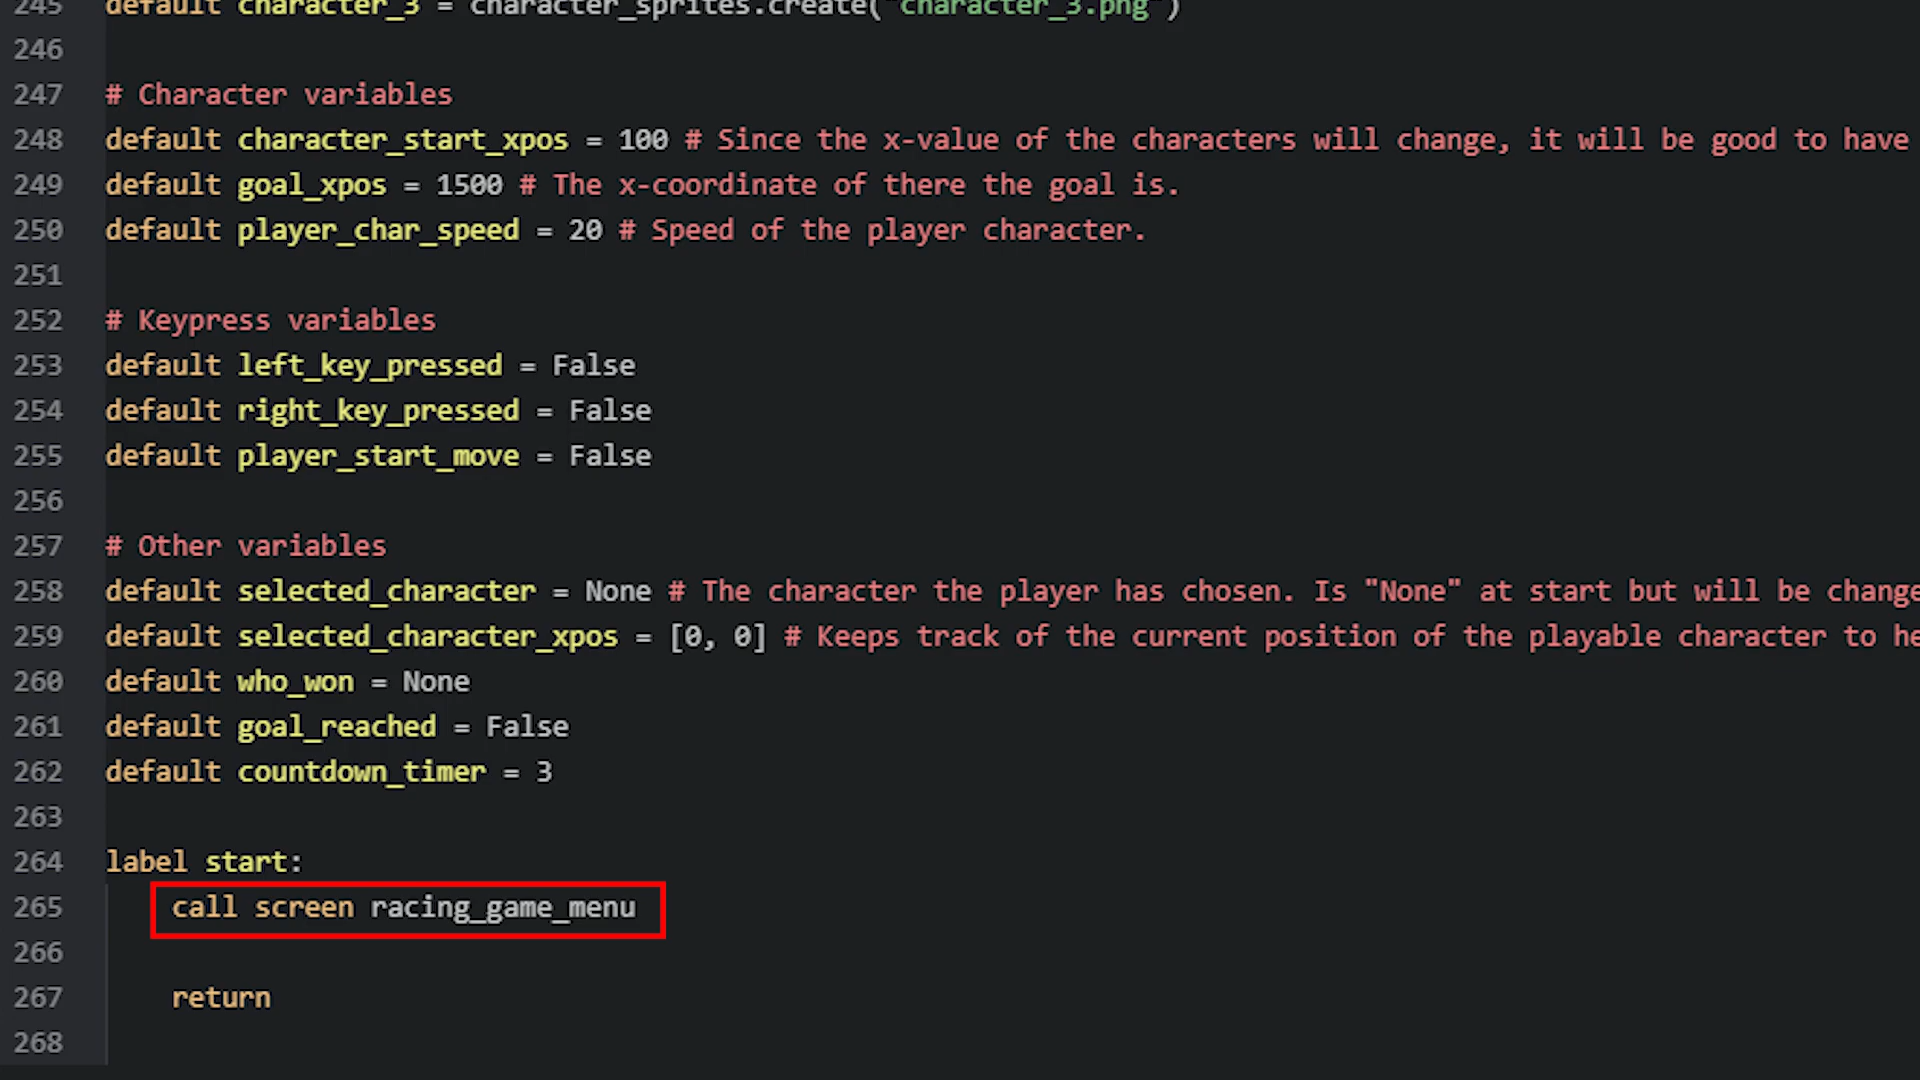 245 default character_3 = character_sprites.create("character_3.png")
246
247 # Character variables
248 default character_start_xpos = 100 # Since the x-value of the characters will change, it will be good to have
249 default goal_xpos = 1500 # The x-coordinate of there the goal is.
250 default player_char_speed = 20 # Speed of the player character.
251
252 # Keypress variables
253 default left_key_pressed = False
254 default right_key_pressed = False
255 default player_start_move = False
256
257 # Other variables
258 default selected_character = None # The character the player has chosen. Is "None" at start but will be change
259 default selected_character_xpos = [0, 0] # Keeps track of the current position of the playable character to he
260 default who_won = None
261 default goal_reached = False
262 default countdown_timer = 3
263
264 label start:
265 call screen racing_game_menu
266
267 return
268